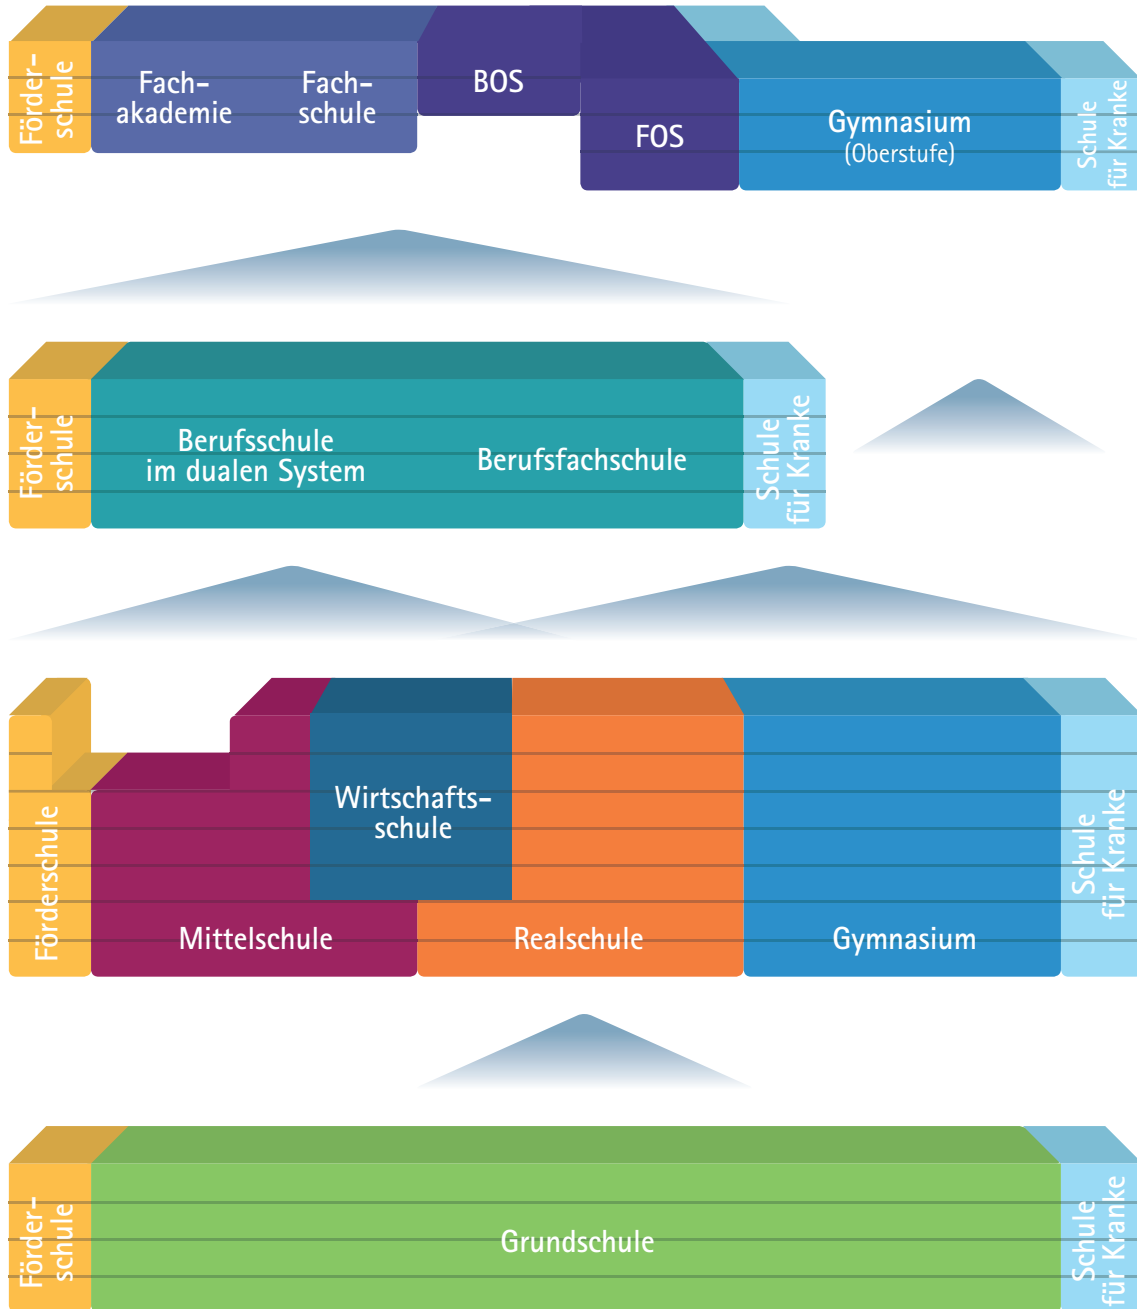 Förder-
schule
Fach-
akademie
Fach-
schule
BOS
FOS
Gymnasium
(Oberstufe)
Schule
für Kranke
Förder-
schule
Berufsschule
im dualen System
Berufsfachschule
Schule
für Kranke
Förderschule
Mittelschule
Wirtschafts-
schule
Realschule
Gymnasium
Schule
für Kranke
Förder-
schule
Grundschule
Schule
für Kranke